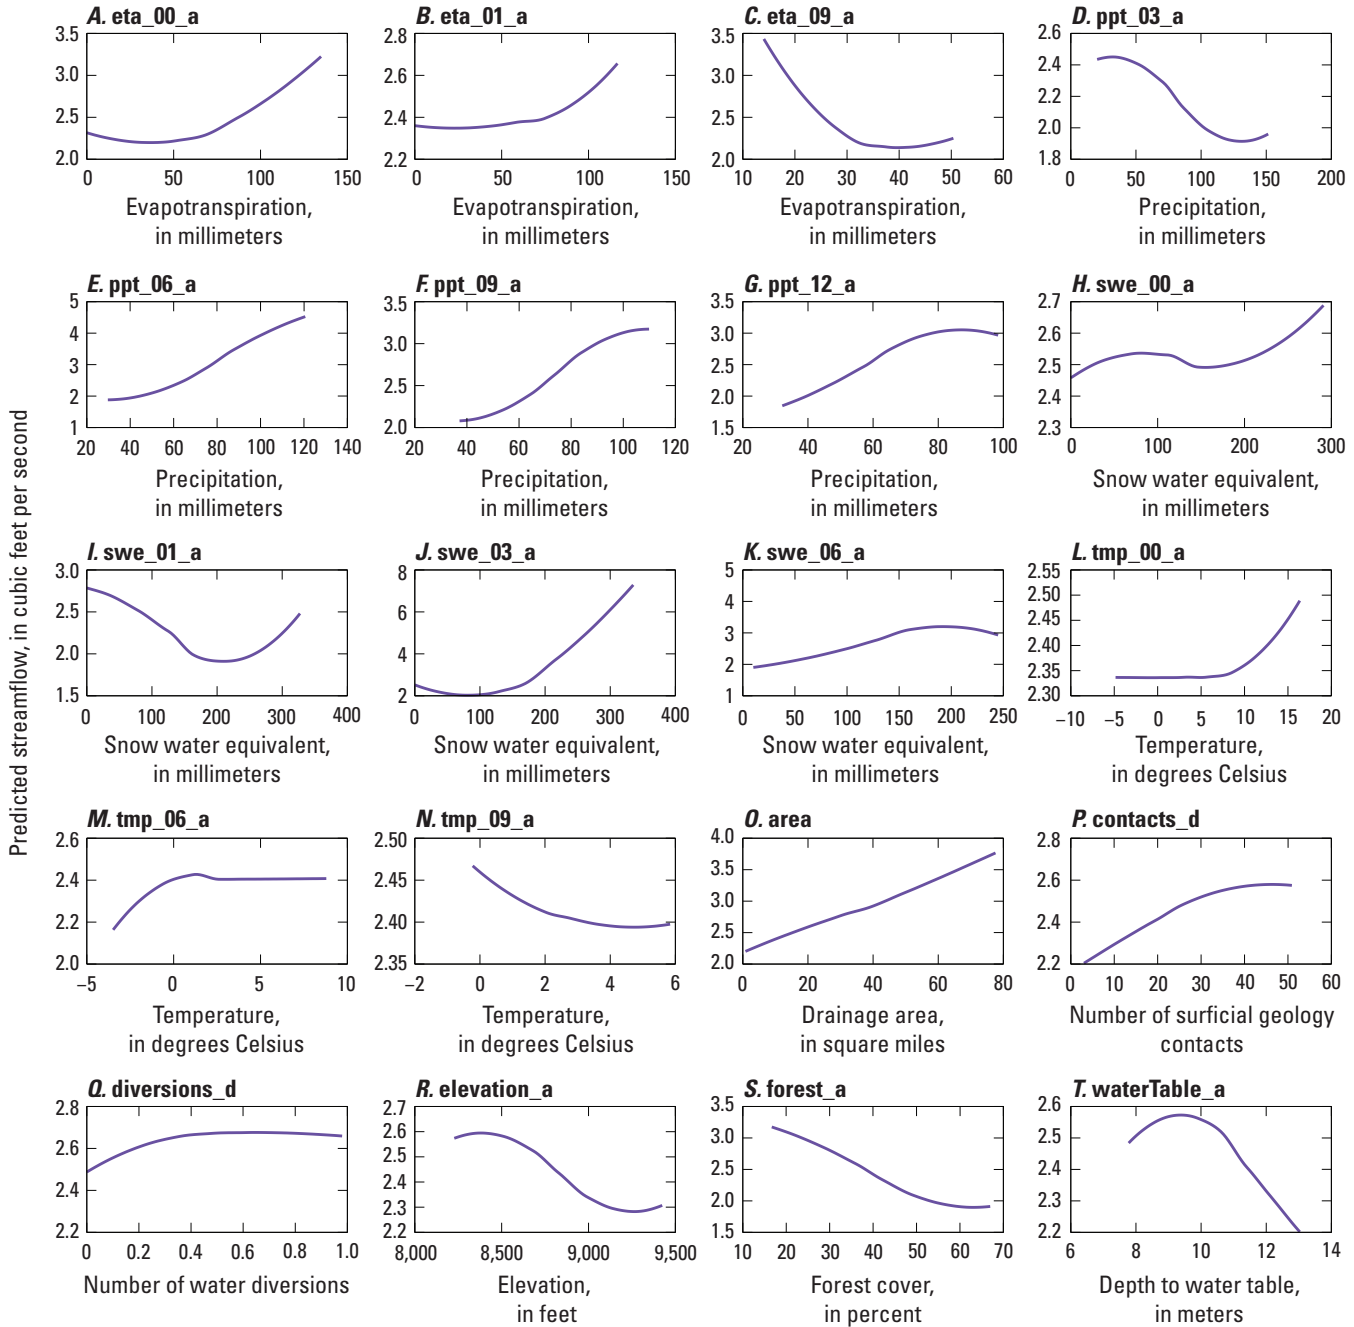 Predicted streamflow, in cubic feet per second
A. eta_00_a
3.5
3.0
2.5
2.0
0 50 100 150
Evapotranspiration,
in millimeters
B. eta_01_a
2.8
2.6
2.4
2.2
0 50 100 150
Evapotranspiration,
in millimeters
C. eta_09_a
3.5
3.0
2.5
2.0
10 20 30 40 50 60
Evapotranspiration,
in millimeters
D. ppt_03_a
2.6
2.4
2.2
2.0
1.8
0 50 100 150 200
Precipitation,
in millimeters
E. ppt_06_a
5
4
3
2
1
20 40 60 80 100 120 140
Precipitation,
in millimeters
F. ppt_09_a
3.5
3.0
2.5
2.0
20 40 60 80 100 120
Precipitation,
in millimeters
G. ppt_12_a
3.5
3.0
2.5
2.0
1.5
20 40 60 80 100
Precipitation,
in millimeters
H. swe_00_a
2.7
2.6
2.5
2.4
2.3
0 100 200 300
Snow water equivalent,
in millimeters
I. swe_01_a
3.0
2.5
2.0
1.5
0 100 200 300 400
Snow water equivalent,
in millimeters
J. swe_03_a
8
6
4
2
0 100 200 300 400
Snow water equivalent,
in millimeters
K. swe_06_a
5
4
3
2
1
0 50 100 150 200 250
Snow water equivalent,
in millimeters
L. tmp_00_a
2.55
2.50
2.45
2.40
2.35
2.30
−10 −5 0 5 10 15 20
Temperature,
in degrees Celsius
M. tmp_06_a
2.6
2.4
2.2
2.0
−5 0 5 10
Temperature,
in degrees Celsius
N. tmp_09_a
2.50
2.45
2.40
2.35
−2 0 2 4 6
Temperature,
in degrees Celsius
O. area
4.0
3.5
3.0
2.5
2.0
0 20 40 60 80
Drainage area,
in square miles
P. contacts_d
2.8
2.6
2.4
2.2
0 10 20 30 40 50 60
Number of surficial geology
contacts
Q. diversions_d
2.8
2.6
2.4
2.2
0 0.2 0.4 0.6 0.8 1.0
Number of water diversions
R. elevation_a
2.7
2.6
2.5
2.4
2.3
2.2
8,000 8,500 9,000 9,500
Elevation,
in feet
S. forest_a
3.5
3.0
2.5
2.0
1.5
10 20 30 40 50 60 70
Forest cover,
in percent
T. waterTable_a
2.6
2.5
2.4
2.3
2.2
6 8 10 12 14
Depth to water table,
in meters